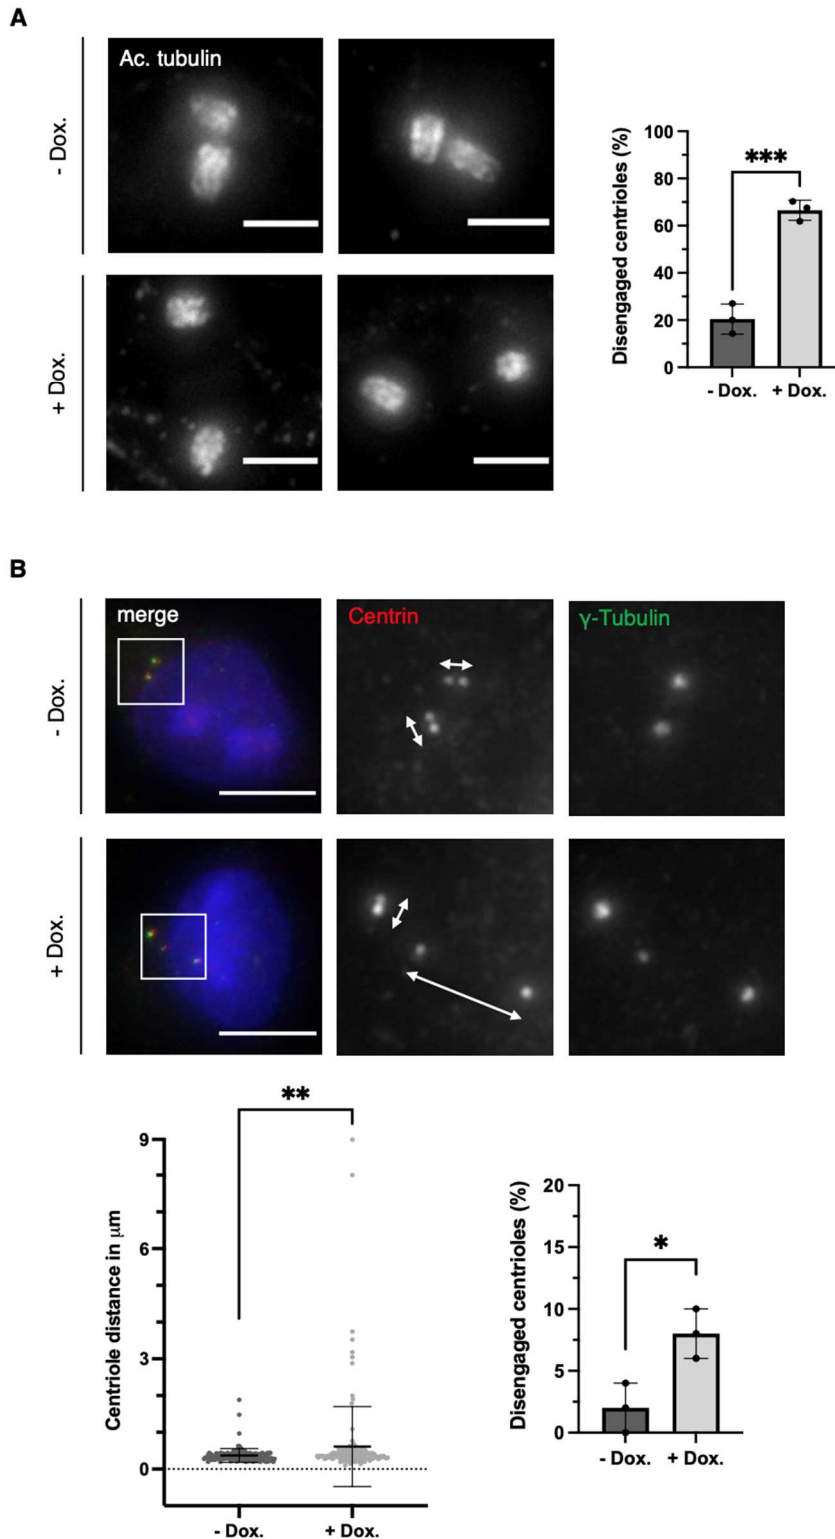 A
- Dox.
Ac. tubulin
+ Dox.
Disengaged centrioles (%)
100
80
60
40
20
0
***
- Dox. + Dox.
B
- Dox.
merge
Centrin
γ-Tubulin
+ Dox.
Centriole distance in μm
9
6
3
0
**
- Dox. + Dox.
Disengaged centrioles (%)
20
15
10
5
0
*
- Dox. + Dox.